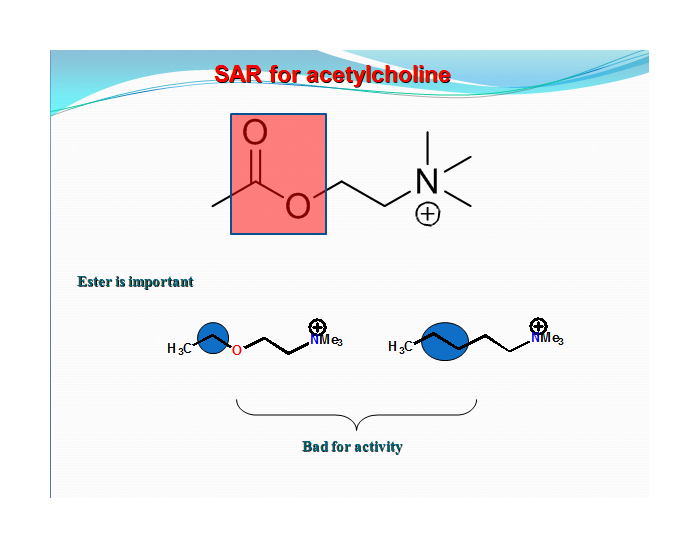 SAR for acetylcholine
O
O
N
+
Ester is important
H3C O NMe3 +
H3C NMe3 +
Bad for activity